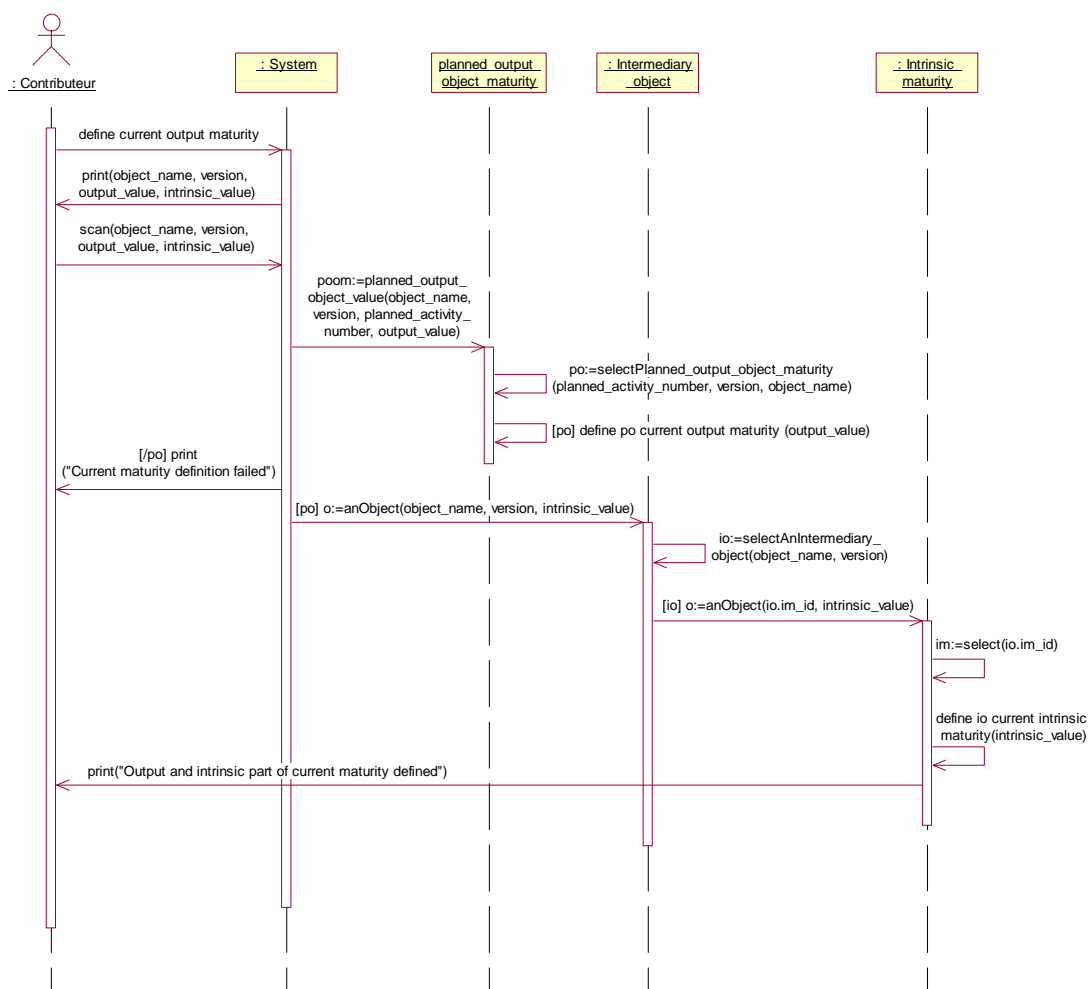 : Contributeur
: System
planned_output_
object_maturity
: Intermediary
_object
: Intrinsic_
maturity
define current output maturity
print(object_name, version,
output_value, intrinsic_value)
scan(object_name, version,
output_value, intrinsic_value)
poom:=planned_output_
object_value(object_name,
version, planned_activity_
number, output_value)
po:=selectPlanned_output_object_maturity
(planned_activity_number, version, object_name)
[po] define po current output maturity (output_value)
[/po] print
("Current maturity definition failed")
[po] o:=anObject(object_name, version, intrinsic_value)
io:=selectAnIntermediary_
object(object_name, version)
[io] o:=anObject(io.im_id, intrinsic_value)
im:=select(io.im_id)
define io current intrinsic
maturity(intrinsic_value)
print("Output and intrinsic part of current maturity defined")